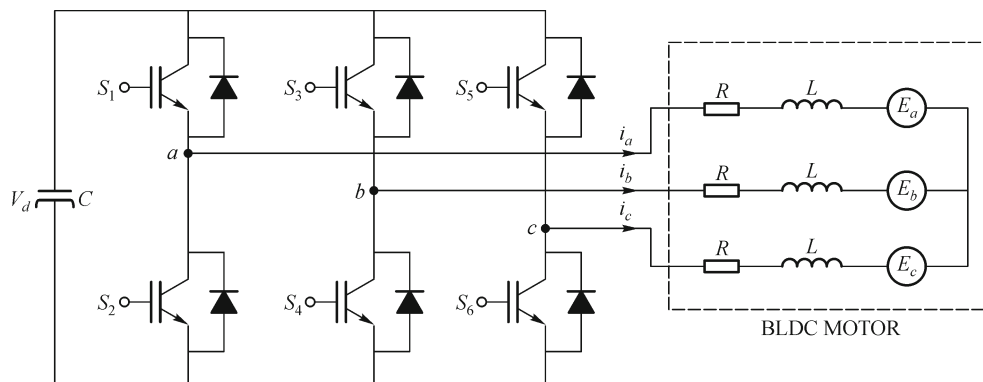 S1 S3 S5
a
b
c
Vd C
ia
ib
ic
R L Ea
R L Eb
R L Ec
S2 S4 S6
BLDC MOTOR